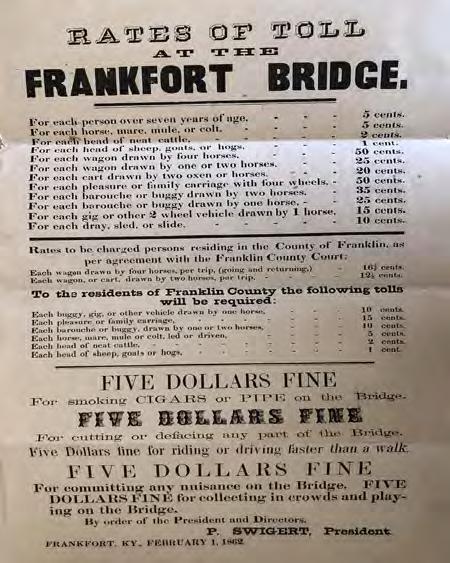 RATES OF TOLL
AT THE
FRANKFORT BRIDGE.
For each person over seven years of age, - - - 5 cents.
For each horse, mare, mule, or colt. - - - 5 cents.
For each head of neat cattle, - - - 2 cents.
For each head of sheep, goats, or hogs. - - - 1 cent.
For each wagon drawn by four horses, - - - 50 cents.
For each wagon drawn by one or two horses. - - - 25 cents.
For each cart drawn by two oxen or horses. - - - 20 cents.
For each pleasure or family carriage with four wheels, - 50 cents.
For each barouche or buggy drawn by two horses. - - 35 cents.
For each barouche or buggy drawn by one horse, - - 25 cents.
For each gig or other 2 wheel vehicle drawn by 1 horse, 15 cents.
For each dray, sled, or slide, - - - 10 cents.
Rates to be charged persons residing in the County of Franklin, as
per agreement with the Franklin County Court:
Each wagon drawn by four horses, per trip, (going and returning,) - - 16½ cents.
Each wagon, or cart, drawn by two horses, per trip, - - 12½ cents.
To the residents of Franklin County the following tolls
will be required:
Each buggy, gig, or other vehicle drawn by one horse, - - 10 cents.
Each pleasure or family carriage, - - 15 cents.
Each barouche or buggy, drawn by one or two horses, - - 10 cents.
Each horse, mare, mule or colt, led or driven, - - 5 cents.
Each head of neat cattle, - - 2 cents.
Each head of sheep, goats or hogs, - - 1 cent.
FIVE DOLLARS FINE
For smoking CIGARS or PIPE on the Bridge.
FIVE DOLLARS FINE
For cutting or defacing any part of the Bridge.
Five Dollars fine for riding or driving faster than a walk.
FIVE DOLLARS FINE
For committing any nuisance on the Bridge. FIVE
DOLLARS FINE for collecting in crowds and play-
ing on the Bridge.
By order of the President and Directors.
P. SWIGERT, President
FRANKFORT, KY., FEBRUARY 1, 1862